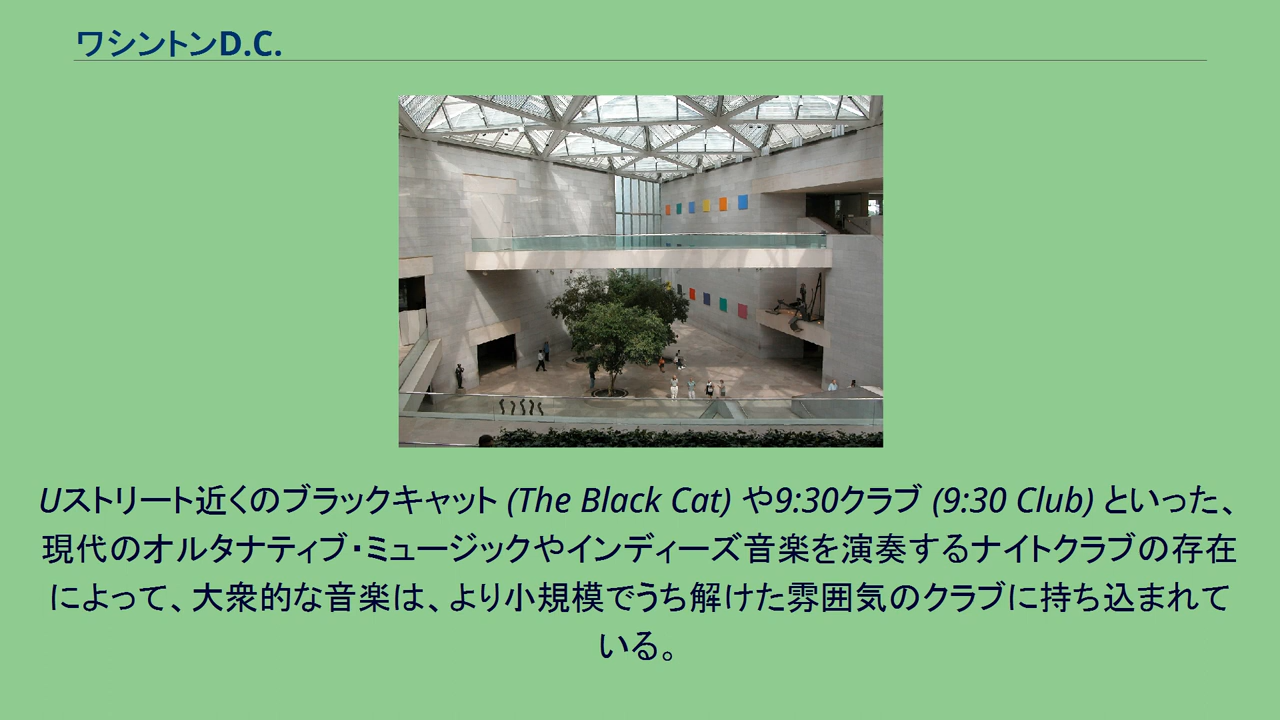 ワシントンD.C.
Uストリート近くのブラックキャット (The Black Cat) や9:30クラブ (9:30 Club) といった、
現代のオルタナティブ・ミュージックやインディーズ音楽を演奏するナイトクラブの存在
によって、大衆的な音楽は、より小規模でうち解けた雰囲気のクラブに持ち込まれて
いる。